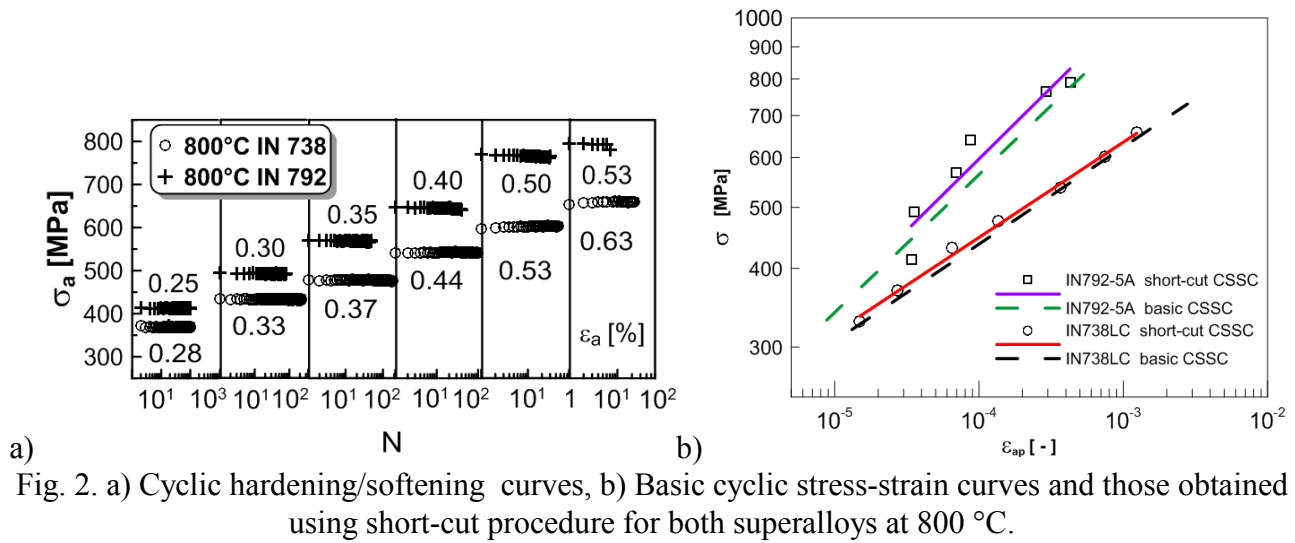 800
750
700
650
600
550
500
450
400
350
300
σa [MPa]
800°C IN 738
800°C IN 792
0.25
0.28
0.30
0.33
0.35
0.37
0.40
0.44
0.50
0.53
0.53
0.63
εa [%]
10¹ 10³ 10¹ 10² 10¹ 10² 10¹ 10² 10¹ 1 10¹ 10²
N
a)
1000
900
800
700
600
500
400
300
σ [MPa]
IN792-5A short-cut CSSC
IN792-5A basic CSSC
IN738LC short-cut CSSC
IN738LC basic CSSC
10⁻⁵ 10⁻⁴ 10⁻³ 10⁻²
εap [ - ]
b)
Fig. 2. a) Cyclic hardening/softening curves, b) Basic cyclic stress-strain curves and those obtained
using short-cut procedure for both superalloys at 800 °C.